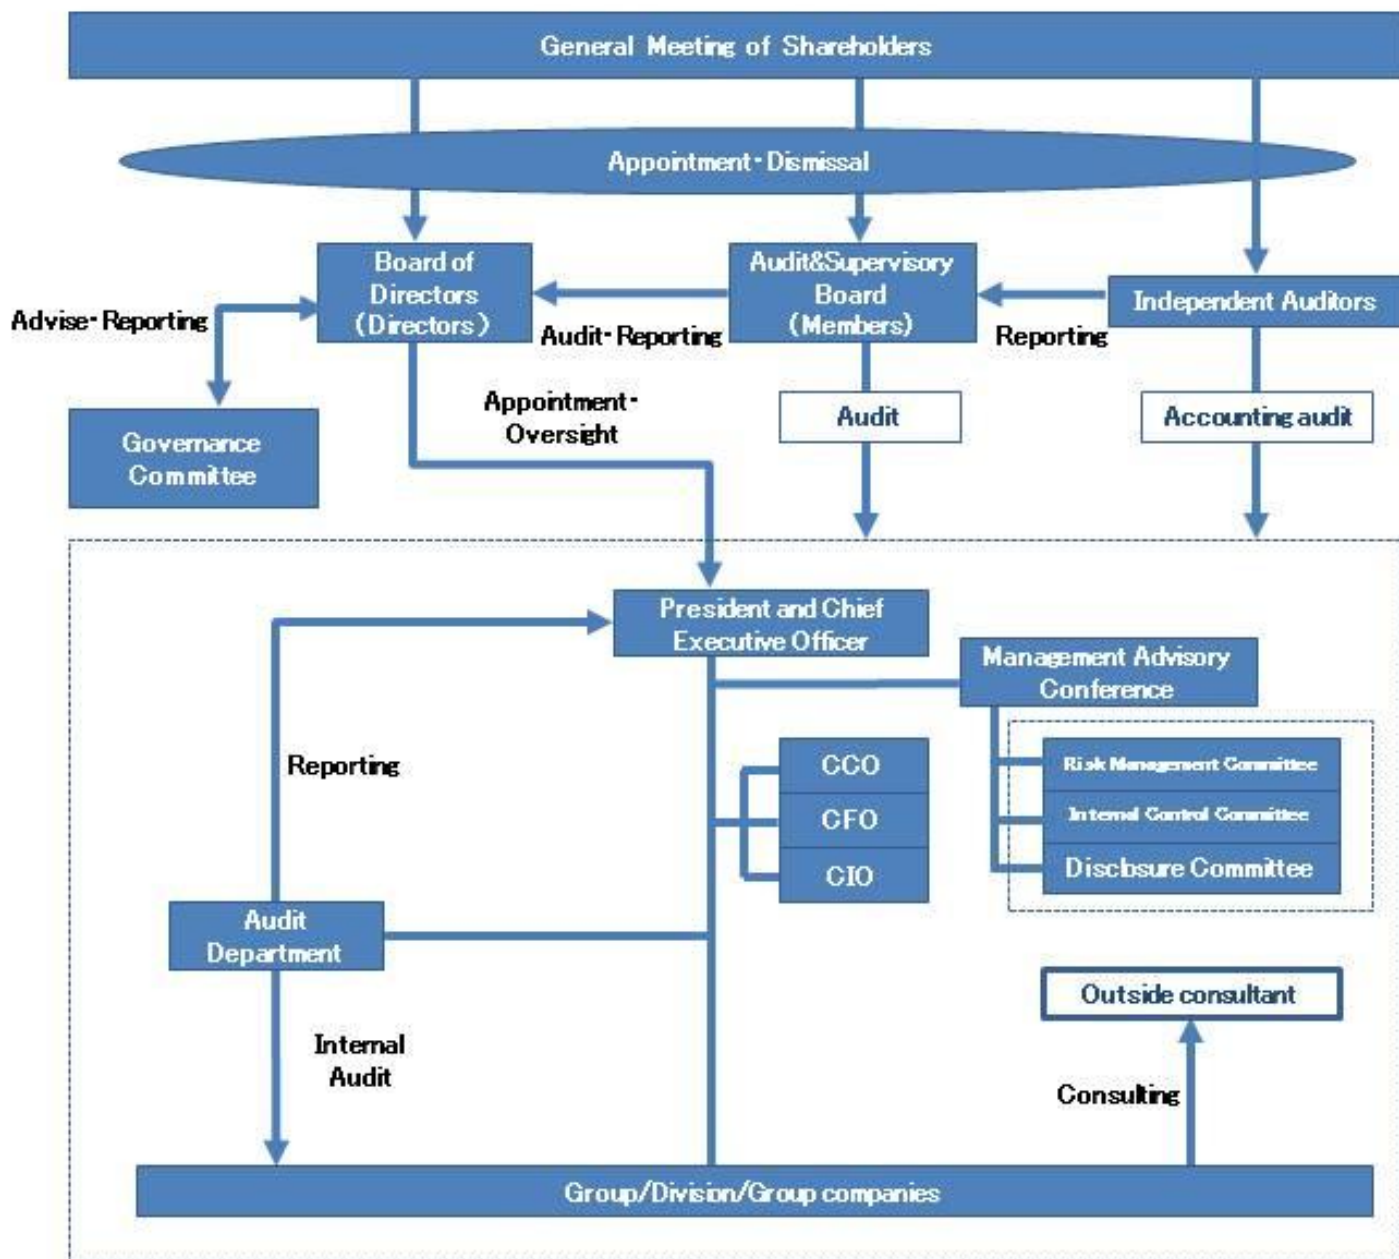 General Meeting of Shareholders
Appointment・Dismissal
Board of
Directors
(Directors)
Audit&Supervisory
Board
(Members)
Independent Auditors
Advise・Reporting
Audit・Reporting
Reporting
Governance
Committee
Appointment・
Oversight
Audit
Accounting audit
President and Chief
Executive Officer
Management Advisory
Conference
Reporting
CCO
CFO
CIO
Risk Management Committee
Internal Control Committee
Disclosure Committee
Audit
Department
Outside consultant
Internal
Audit
Consulting
Group/Division/Group companies